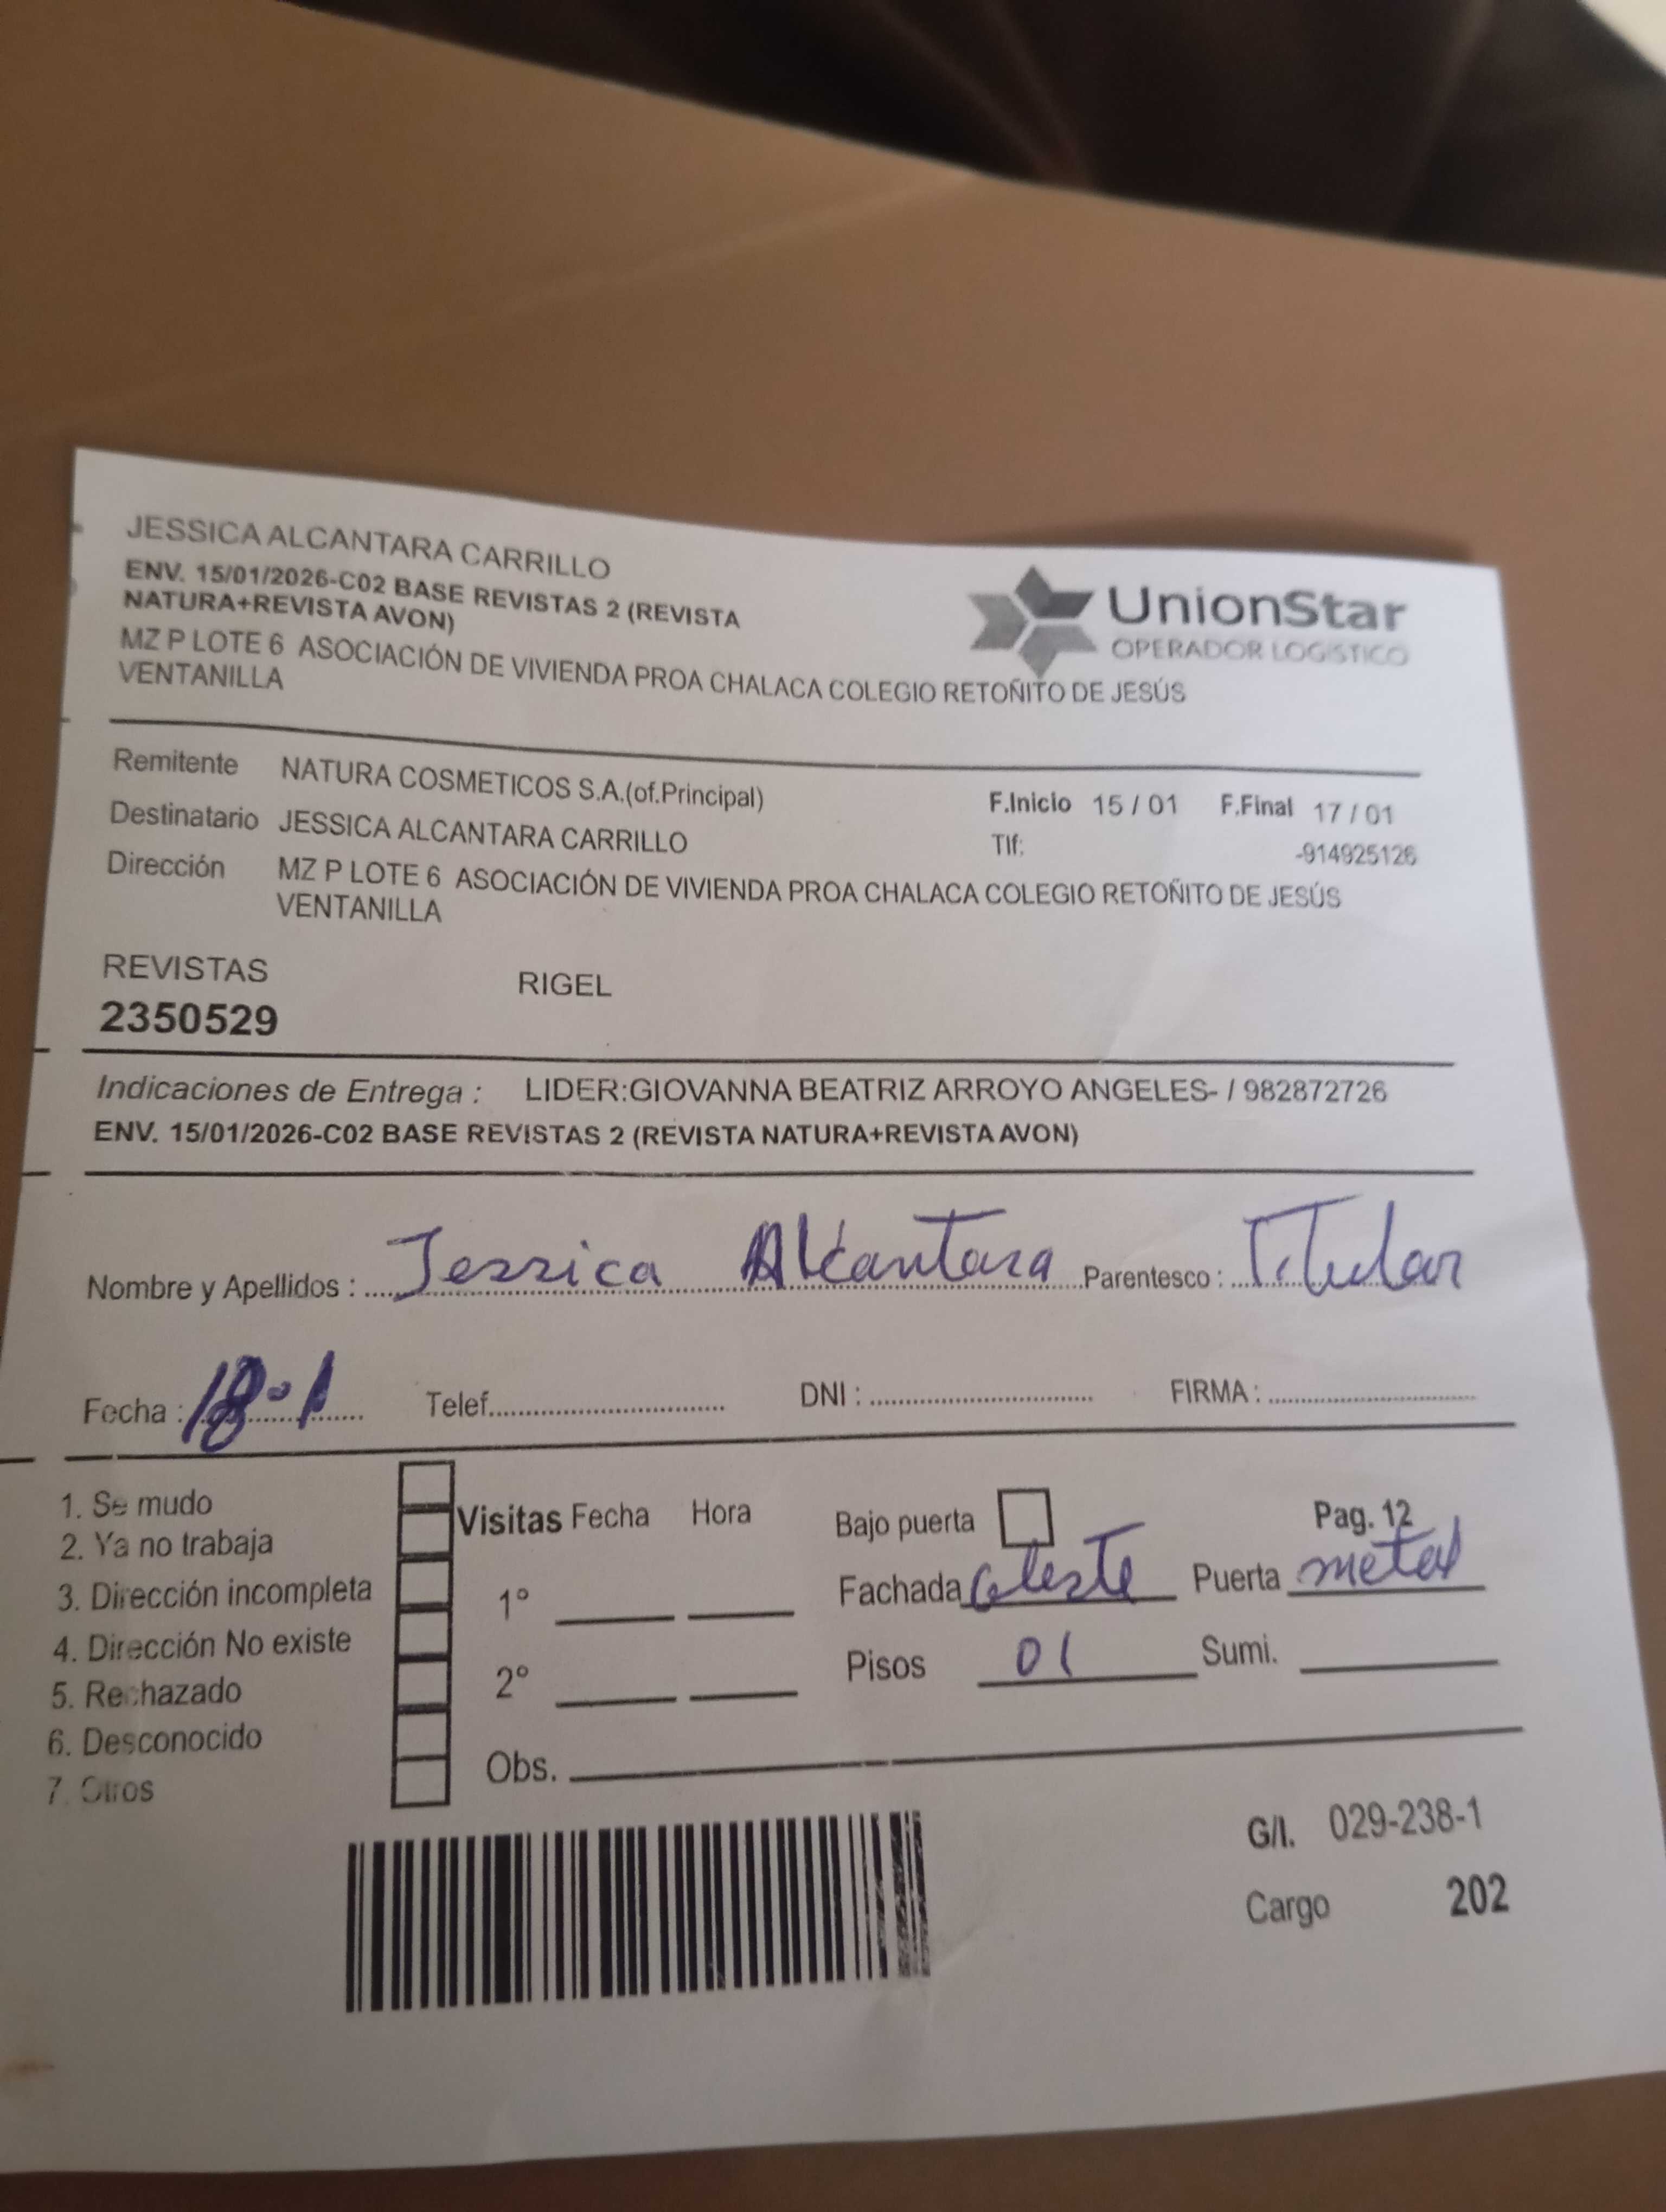 JESSICA ALCANTARA CARRILLO
ENV. 15/01/2026-C02 BASE REVISTAS 2 (REVISTA
NATURA+REVISTA AVON)
MZ P LOTE 6 ASOCIACIÓN DE VIVIENDA PROA CHALACA COLEGIO RETOÑITO DE JESÚS
VENTANILLA
UnionStar
OPERADOR LOGISTICO
Remitente NATURA COSMETICOS S.A.(of.Principal)
F.Inicio 15 / 01 F.Final 17 / 01
Destinatario JESSICA ALCANTARA CARRILLO
Tlf: -914925126
Dirección MZ P LOTE 6 ASOCIACIÓN DE VIVIENDA PROA CHALACA COLEGIO RETOÑITO DE JESÚS
VENTANILLA
REVISTAS RIGEL
2350529
Indicaciones de Entrega : LIDER:GIOVANNA BEATRIZ ARROYO ANGELES- / 982872726
ENV. 15/01/2026-C02 BASE REVISTAS 2 (REVISTA NATURA+REVISTA AVON)
Nombre y Apellidos : Jessica Alcantara Parentesco : Titular
Fecha : 18-1 Telef. DNI : FIRMA :
1. Se mudo
2. Ya no trabaja
3. Dirección incompleta
4. Dirección No existe
5. Rechazado
6. Desconocido
7. Otros
Visitas Fecha Hora
1°
2°
Obs.
Bajo puerta Pag. 12
Fachada Celeste Puerta metal
Pisos 01 Sumi.
G/I. 029-238-1
Cargo 202